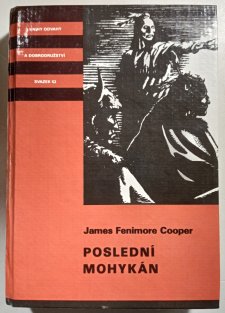 KNIHY ODVAHY
A DOBRODRUŽSTVÍ
SVAZEK 12
James Fenimore Cooper
POSLEDNÍ
MOHYKÁN